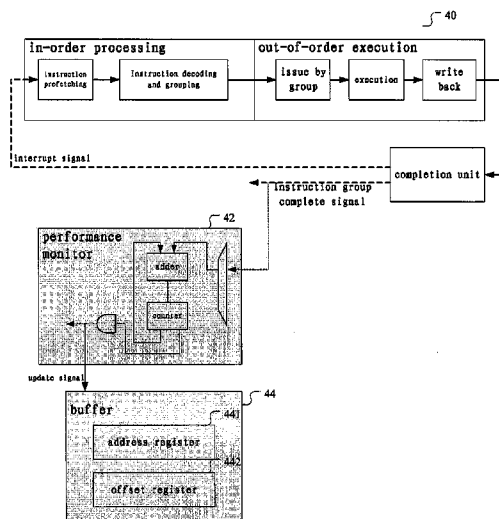 40
in-order processing
out-of-order execution
instruction
prefetching
Instruction decoding
and grouping
issue by
group
execution
write
back
interrupt signal
completion unit
Instruction group
complete signal
42
performance
monitor
adder
counter
update signal
44
buffer
441
address register
442
offset register